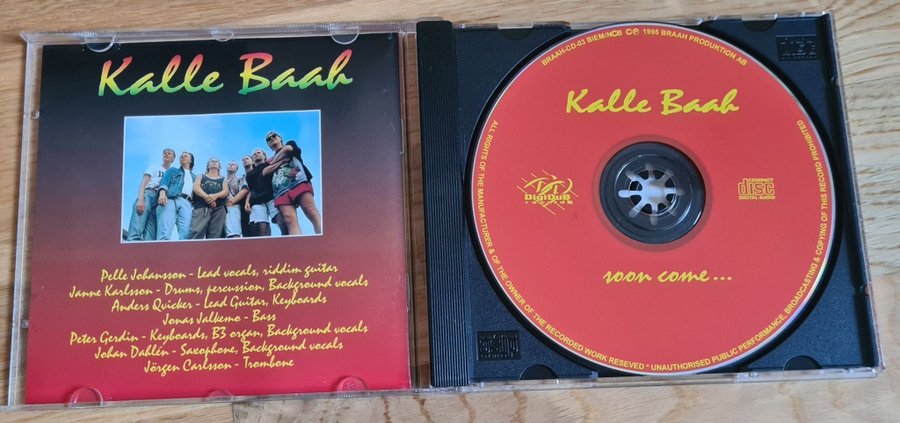 Kalle Baah
Pelle Johansson - Lead vocals, riddim guitar
Janne Karlsson - Drums, percussion, Background vocals
Anders Quicker - Lead Guitar, Keyboards
Jonas Jalkemo - Bass
Peter Gerdin - Keyboards, B3 organ, Background vocals
Johan Dahlén - Saxophone, Background vocals
Jörgen Carlsson - Trombone
BRAAH-CD-03 BIEM/NCB ©℗ 1995 BRAAH PRODUKTION AB
Kalle Baah
DigiDuB
records
COMPACT
disc
DIGITAL AUDIO
soon come...
ALL RIGHTS OF THE MANUFACTURER & OF THE OWNER OF THE RECORDED WORK RESEVED * UNAUTHORISED PUBLIC PERFORMANCE, BROADCASTING & COPYING OF THIS RECORD PROHIBITED